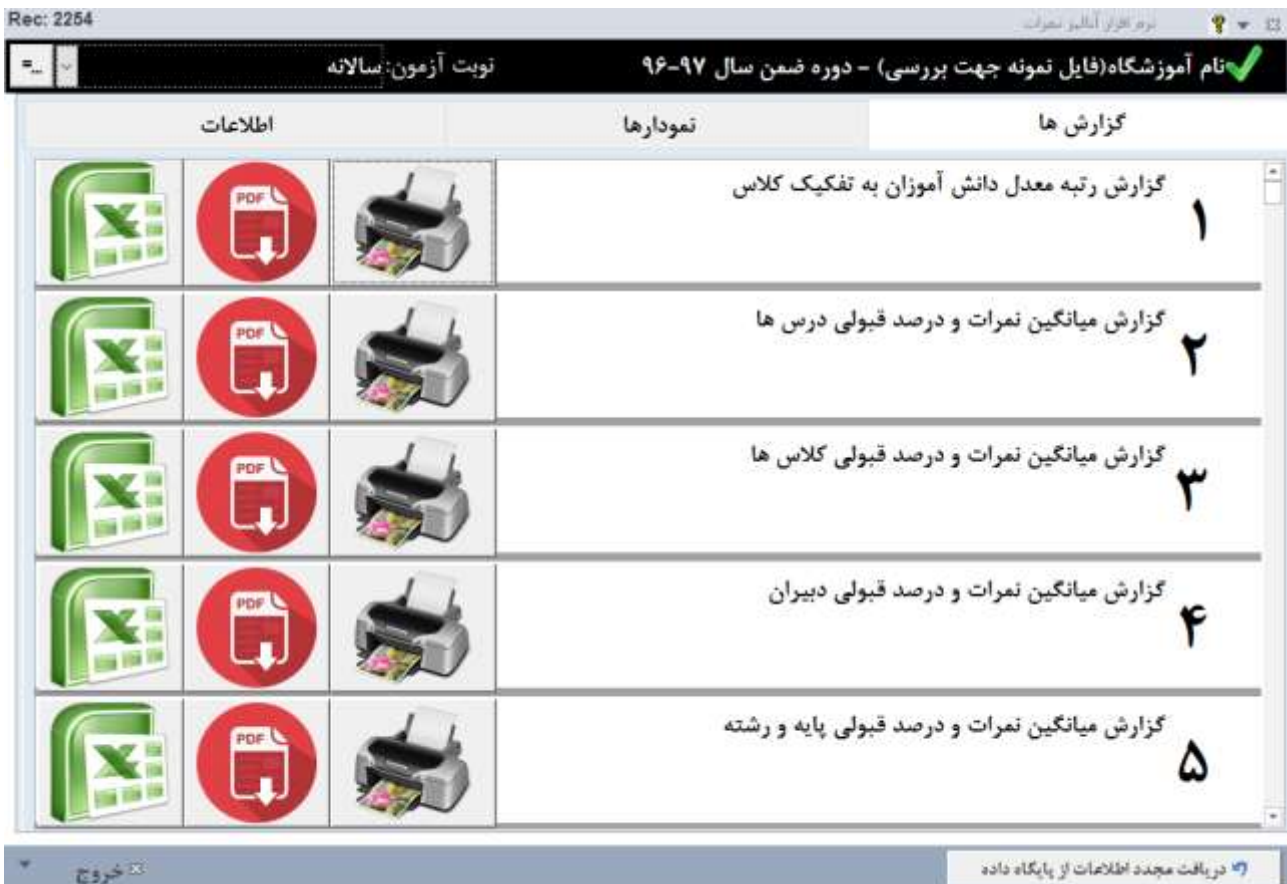 Rec: 2254
نرم افزار آنالیز نمرات
نام آموزشگاه(فایل نمونه جهت بررسی) - دوره ضمن سال ۹۷-۹۶
نوبت آزمون: سالانه
=...
گزارش ها
نمودارها
اطلاعات
گزارش رتبه معدل دانش آموزان به تفکیک کلاس
۱
PDF
گزارش میانگین نمرات و درصد قبولی درس ها
۲
PDF
گزارش میانگین نمرات و درصد قبولی کلاس ها
۳
PDF
گزارش میانگین نمرات و درصد قبولی دبیران
۴
PDF
گزارش میانگین نمرات و درصد قبولی پایه و رشته
۵
PDF
دریافت مجدد اطلاعات از پایگاه داده
خروج